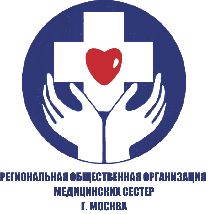 РЕГИОНАЛЬНАЯ ОБЩЕСТВЕННАЯ ОРГАНИЗАЦИЯ
МЕДИЦИНСКИХ СЕСТЕР
Г. МОСКВА